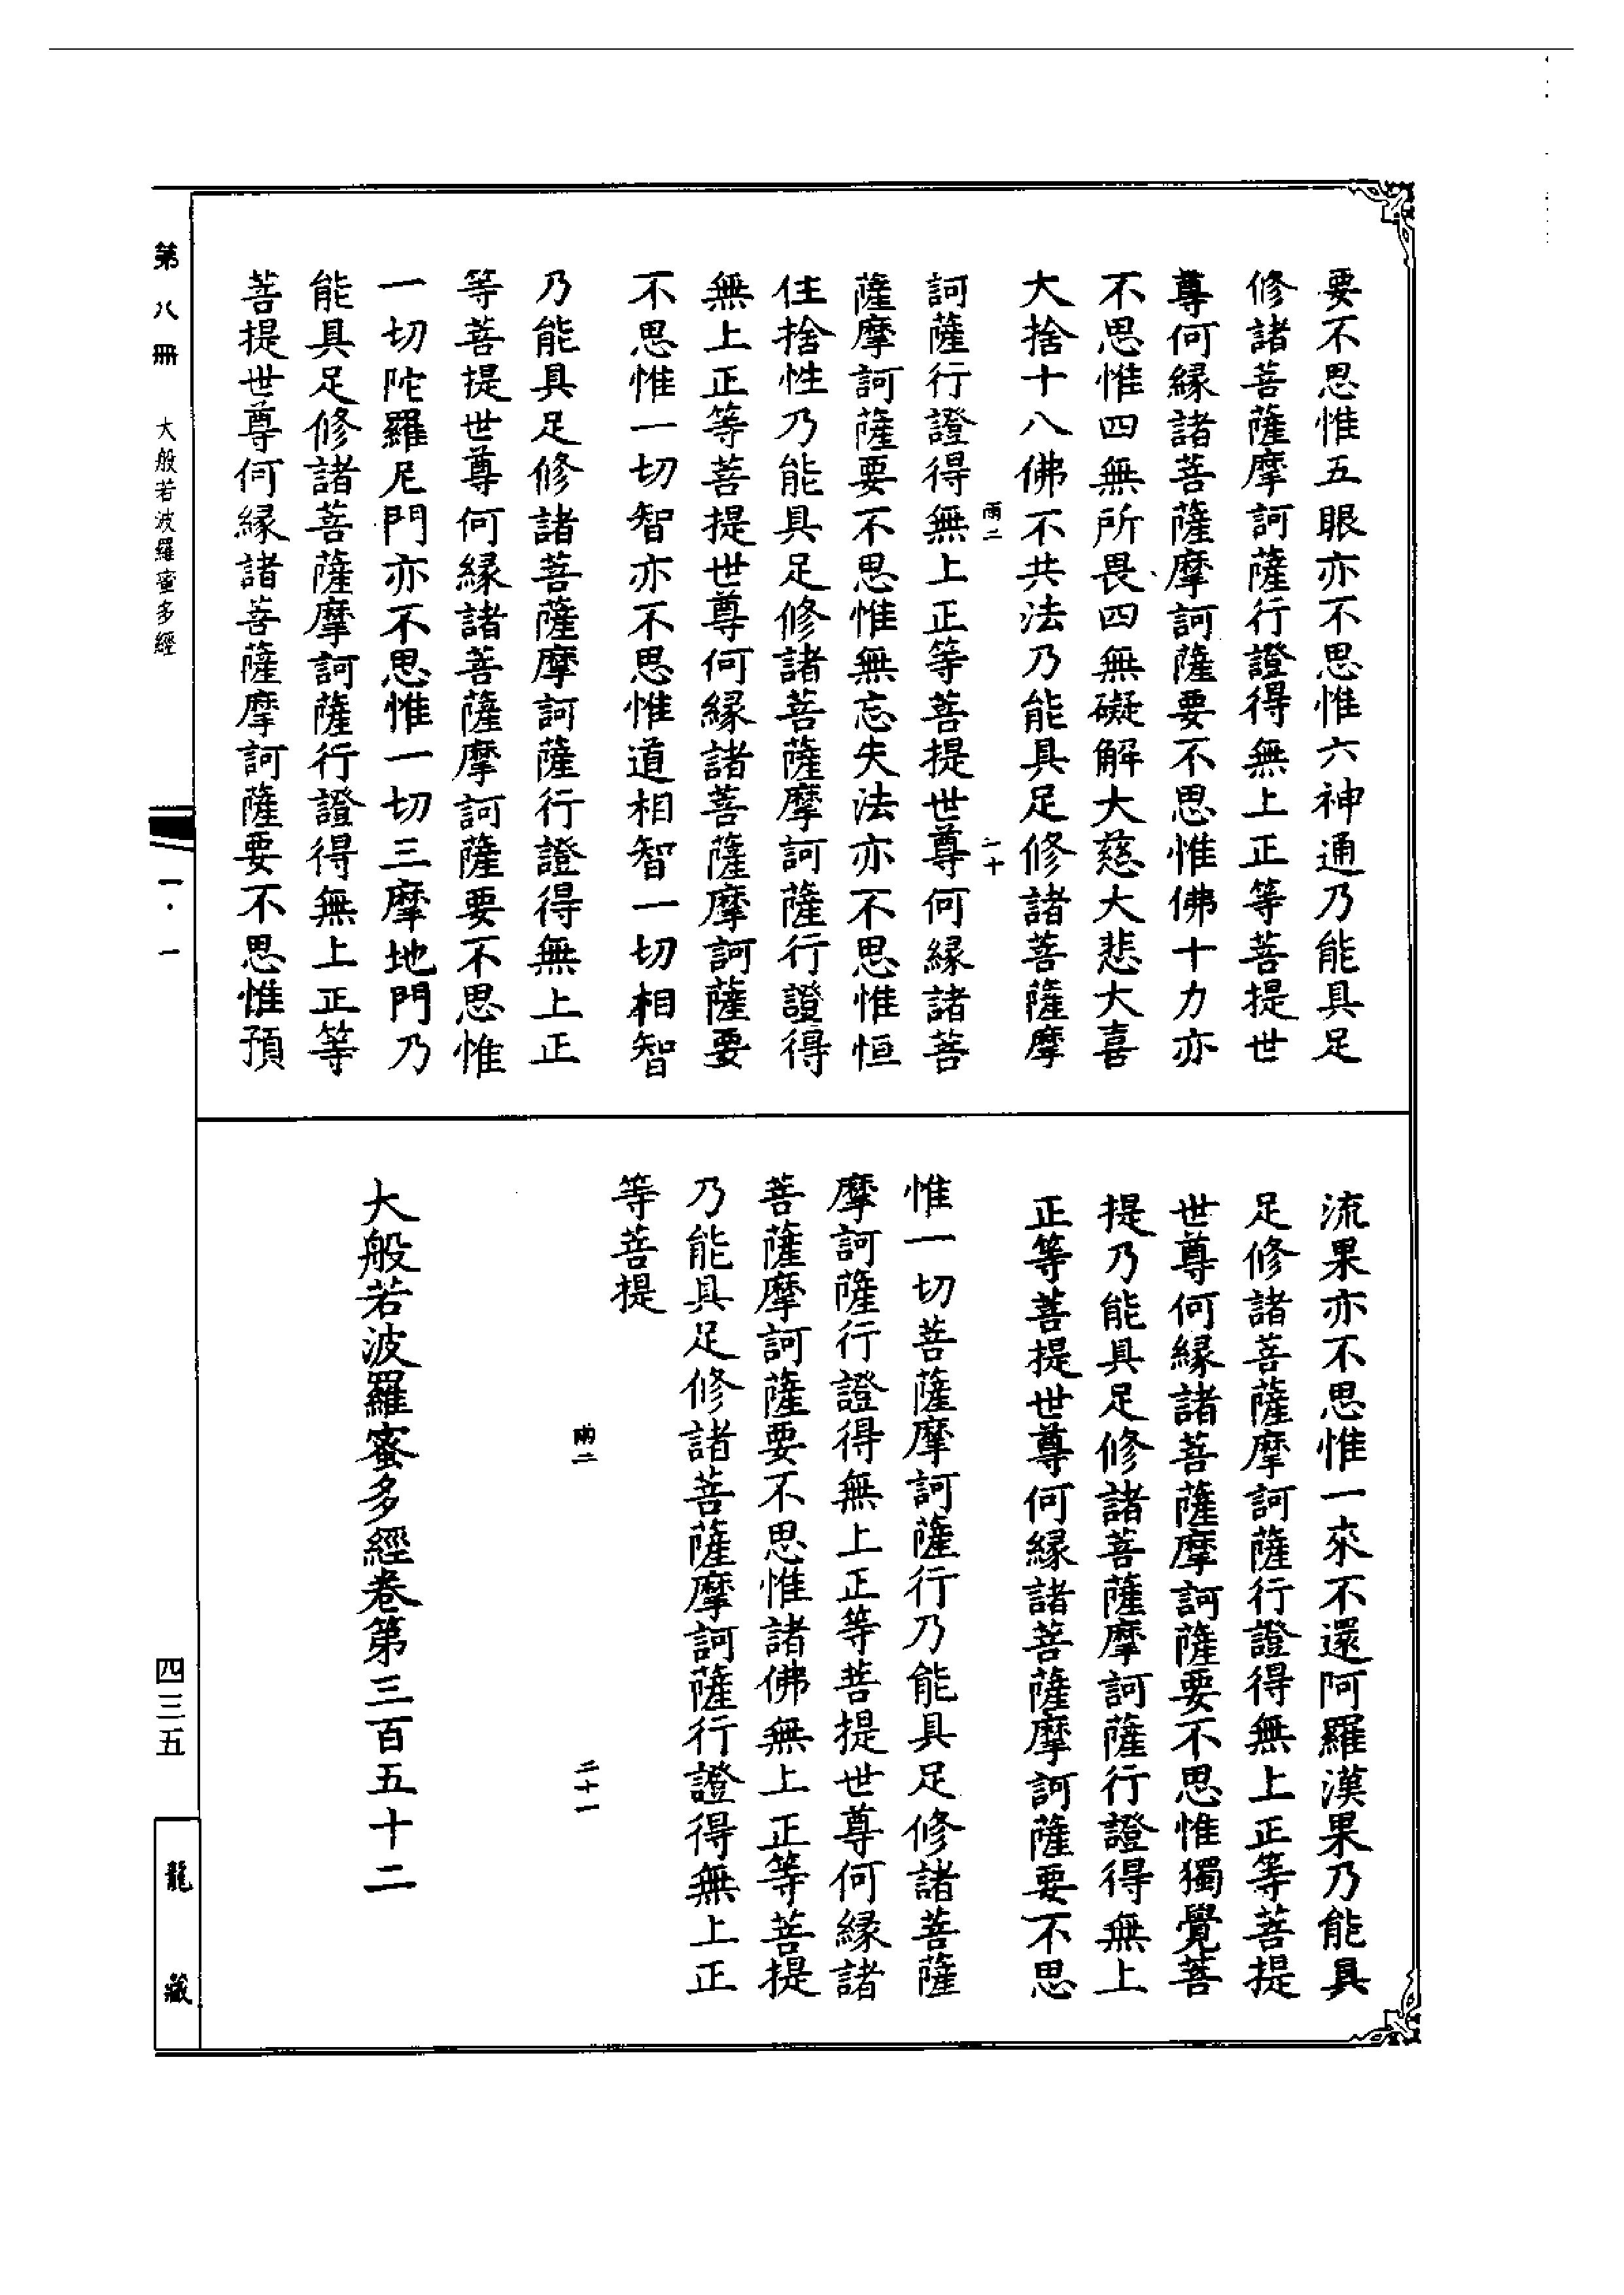 要不思惟五眼亦不思惟六神通乃能具足
修諸菩薩摩訶薩行證得無上正等菩提世
尊何緣諸菩薩摩訶薩要不思惟佛十力亦
不思惟四無所畏四無礙解大慈大悲大喜
大捨十八佛不共法乃能具足修諸菩薩摩
雨二 二十
訶薩行證得無上正等菩提世尊何緣諸菩
薩摩訶薩要不思惟無忘失法亦不思惟恒
住捨性乃能具足修諸菩薩摩訶薩行證得
無上正等菩提世尊何緣諸菩薩摩訶薩要
不思惟一切智亦不思惟道相智一切相智
乃能具足修諸菩薩摩訶薩行證得無上正
等菩提世尊何緣諸菩薩摩訶薩要不思惟
一切陀羅尼門亦不思惟一切三摩地門乃
能具足修諸菩薩摩訶薩行證得無上正等
菩提世尊何緣諸菩薩摩訶薩要不思惟預
流果亦不思惟一來不還阿羅漢果乃能具
足修諸菩薩摩訶薩行證得無上正等菩提
世尊何緣諸菩薩摩訶薩要不思惟獨覺菩
提乃能具足修諸菩薩摩訶薩行證得無上
正等菩提世尊何緣諸菩薩摩訶薩要不思
惟一切菩薩摩訶薩行乃能具足修諸菩薩
摩訶薩行證得無上正等菩提世尊何緣諸
菩薩摩訶薩要不思惟諸佛無上正等菩提
乃能具足修諸菩薩摩訶薩行證得無上正
等菩提
雨二 二十一
大般若波羅蜜多經卷第三百五十二
第八冊 大般若波羅蜜多經 一·一 四三五 龍藏